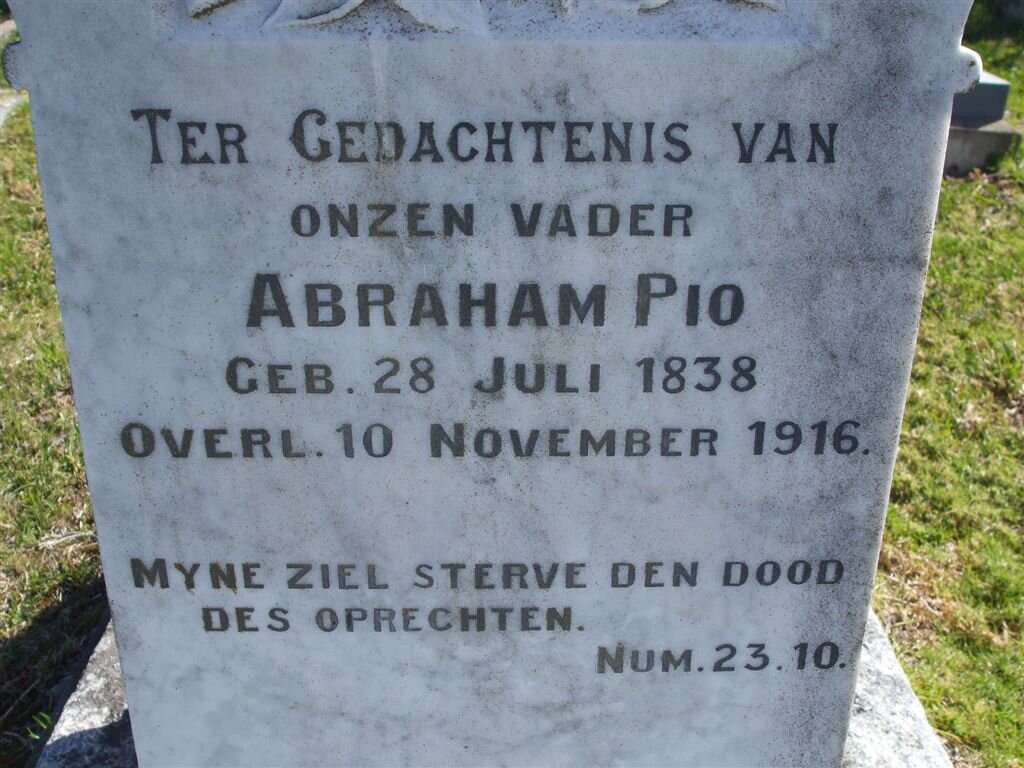 Ter Gedachtenis van
onzen vader
Abraham Pio
Geb. 28 Juli 1838
Overl. 10 November 1916.
Myne ziel sterve den dood
des oprechten.
Num. 23. 10.